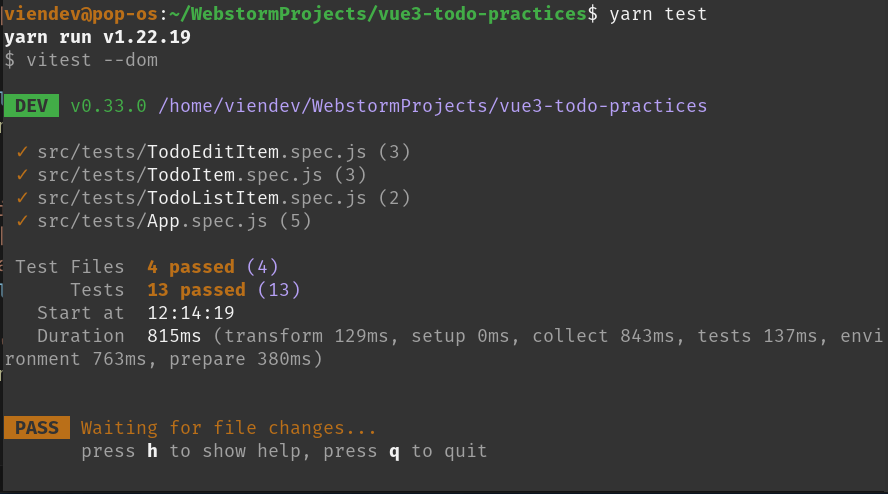 viendev@pop-os:~/WebstormProjects/vue3-todo-practices$ yarn test
yarn run v1.22.19
$ vitest --dom
DEV v0.33.0 /home/viendev/WebstormProjects/vue3-todo-practices
✓ src/tests/TodoEditItem.spec.js (3)
✓ src/tests/TodoItem.spec.js (3)
✓ src/tests/TodoListItem.spec.js (2)
✓ src/tests/App.spec.js (5)
Test Files 4 passed (4)
Tests 13 passed (13)
Start at 12:14:19
Duration 815ms (transform 129ms, setup 0ms, collect 843ms, tests 137ms, envi
ronment 763ms, prepare 380ms)
PASS Waiting for file changes...
press h to show help, press q to quit